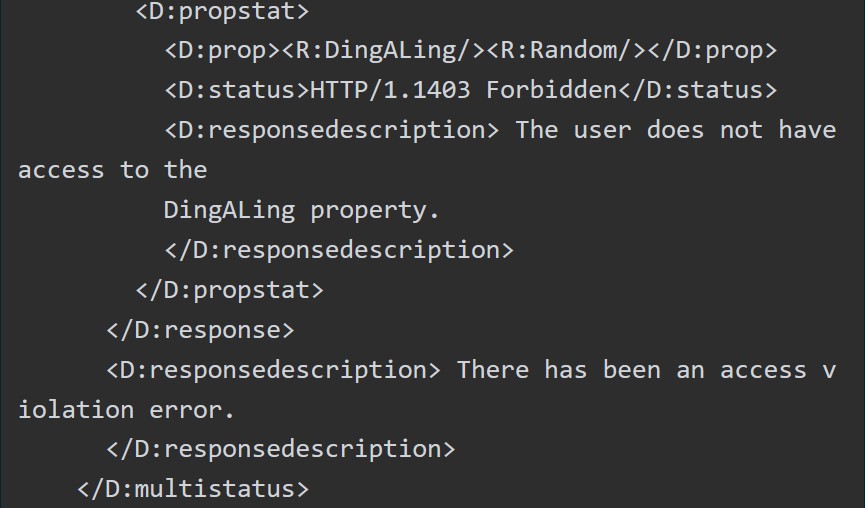 <D:propstat>
<D:prop><R:DingALing/><R:Random/></D:prop>
<D:status>HTTP/1.1403 Forbidden</D:status>
<D:responsedescription> The user does not have
access to the
DingALing property.
</D:responsedescription>
</D:propstat>
</D:response>
<D:responsedescription> There has been an access v
iolation error.
</D:responsedescription>
</D:multistatus>